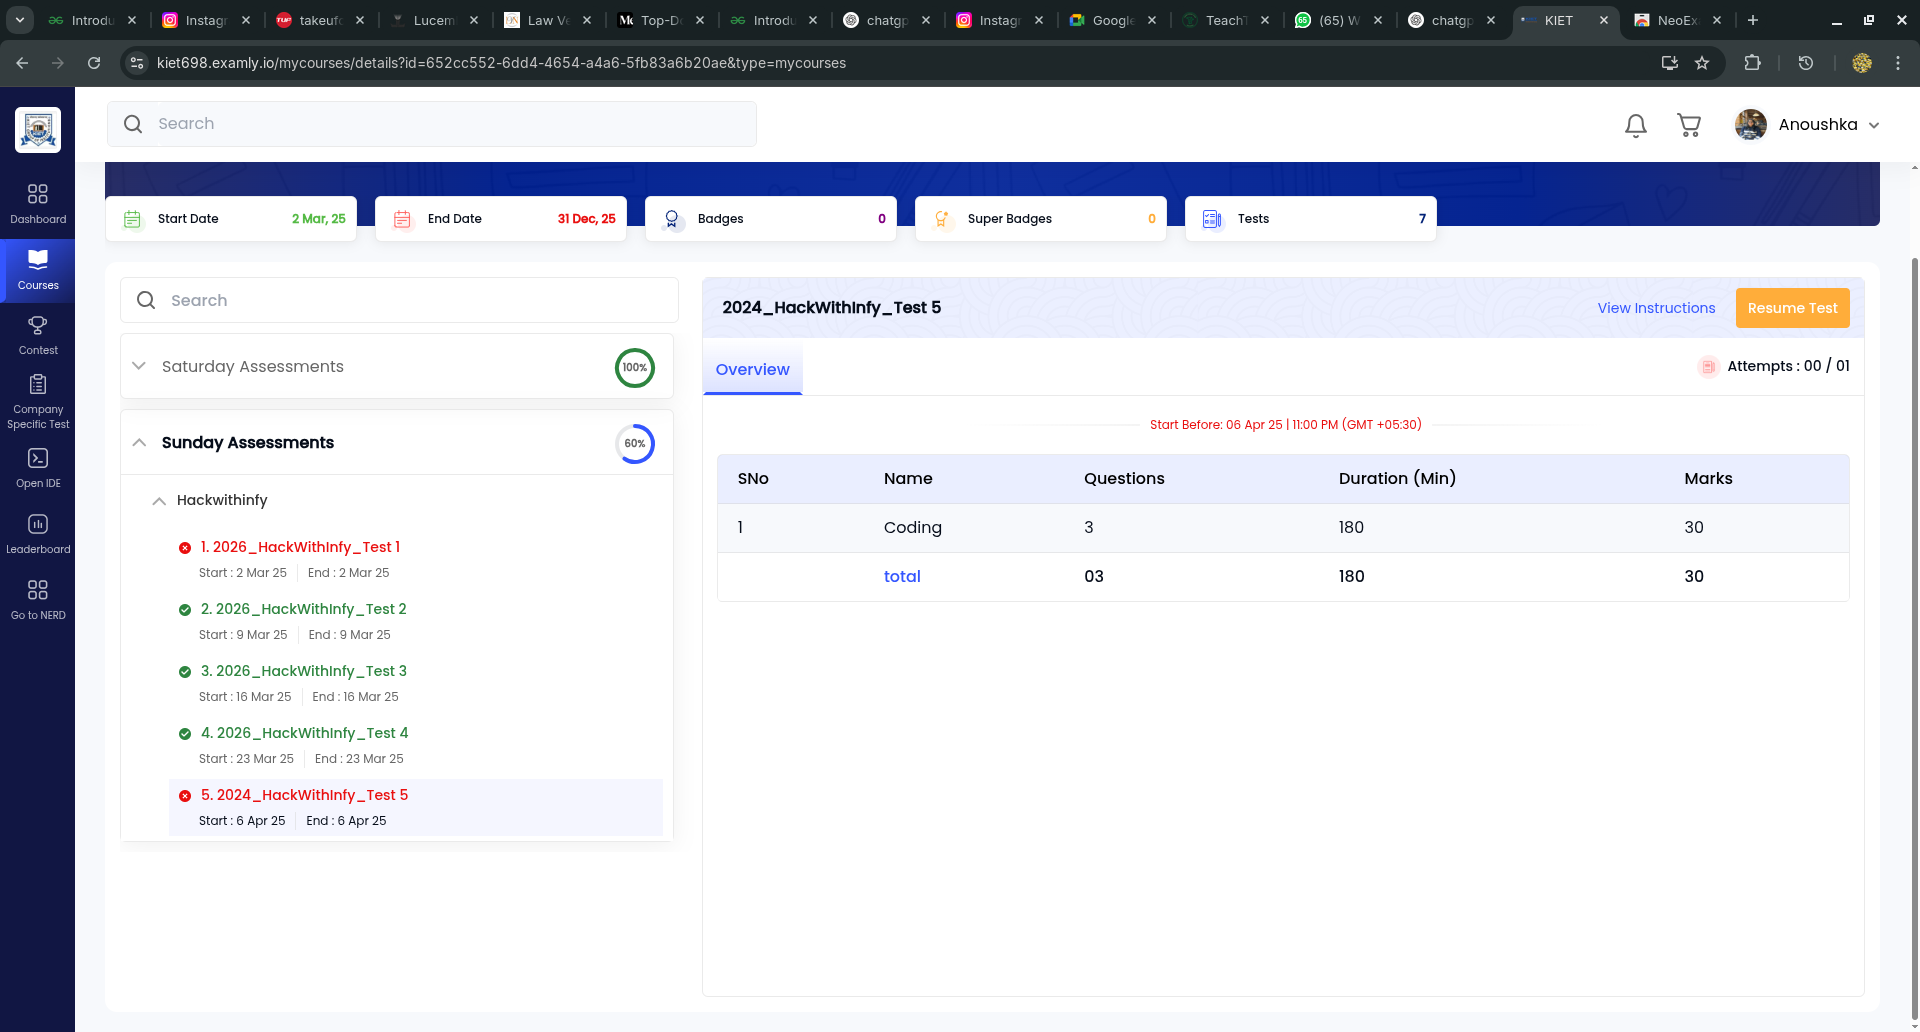 Introdu
Instagr
takeufo
Lucem
Law Ve
Top-Do
Introdu
chatgp
Instagr
Google
TeachT
(65) W
chatgp
KIET
NeoEx
kiet698.examly.io/mycourses/details?id=652cc552-6dd4-4654-a4a6-5fb83a6b20ae&type=mycourses
Search
Anoushka
Dashboard
Courses
Contest
Company
Specific Test
Open IDE
Leaderboard
Go to NERD
Start Date 2 Mar, 25
End Date 31 Dec, 25
Badges 0
Super Badges 0
Tests 7
Search
Saturday Assessments 100%
Sunday Assessments 60%
Hackwithinfy
1. 2026_HackWithInfy_Test 1
Start : 2 Mar 25 End : 2 Mar 25
2. 2026_HackWithInfy_Test 2
Start : 9 Mar 25 End : 9 Mar 25
3. 2026_HackWithInfy_Test 3
Start : 16 Mar 25 End : 16 Mar 25
4. 2026_HackWithInfy_Test 4
Start : 23 Mar 25 End : 23 Mar 25
5. 2024_HackWithInfy_Test 5
Start : 6 Apr 25 End : 6 Apr 25
2024_HackWithInfy_Test 5 View Instructions Resume Test
Overview Attempts : 00 / 01
Start Before: 06 Apr 25 | 11:00 PM (GMT +05:30)
SNo Name Questions Duration (Min) Marks
1 Coding 3 180 30
total 03 180 30